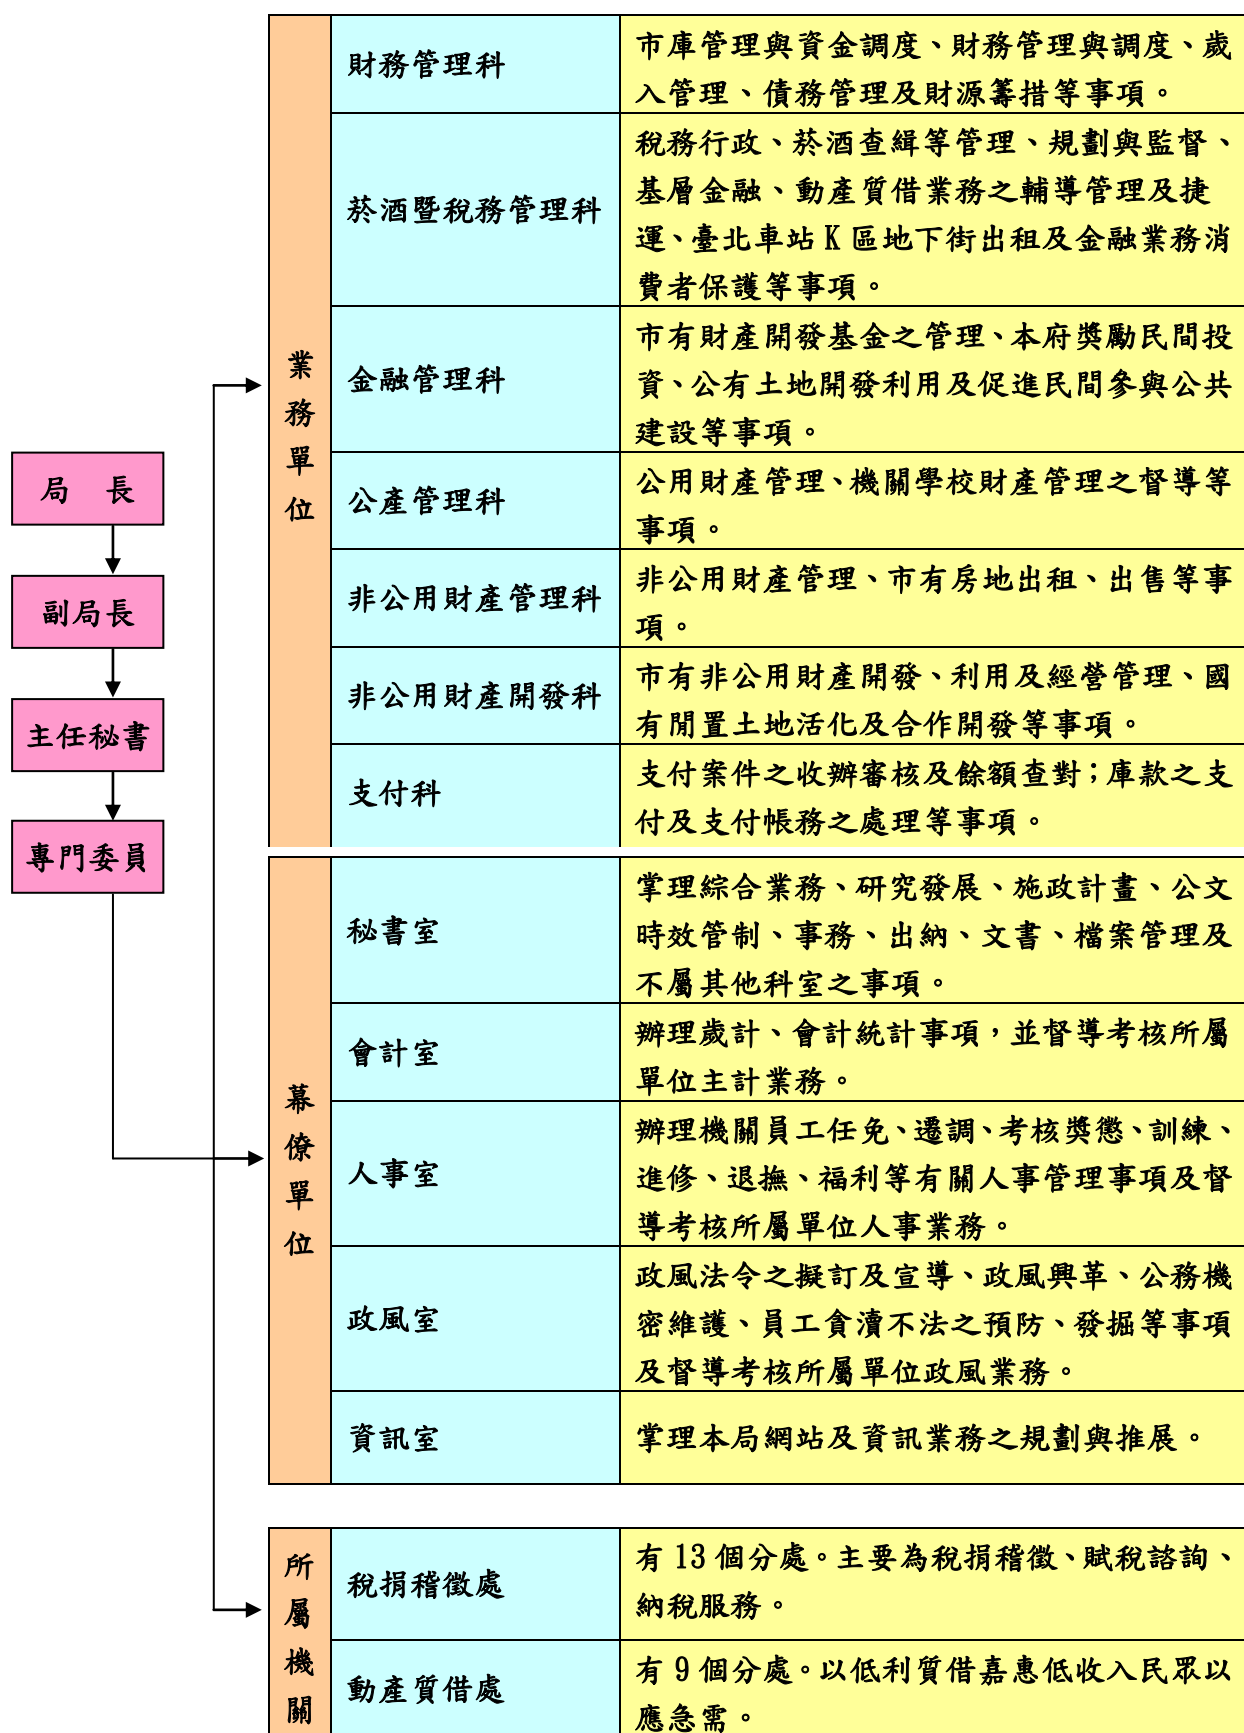 局　長
副局長
主任秘書
專門委員
業務單位
財務管理科
市庫管理與資金調度、財務管理與調度、歲
入管理、債務管理及財源籌措等事項。
菸酒暨稅務管理科
稅務行政、菸酒查緝等管理、規劃與監督、
基層金融、動產質借業務之輔導管理及捷
運、臺北車站 K 區地下街出租及金融業務消
費者保護等事項。
金融管理科
市有財產開發基金之管理、本府獎勵民間投
資、公有土地開發利用及促進民間參與公共
建設等事項。
公產管理科
公用財產管理、機關學校財產管理之督導等
事項。
非公用財產管理科
非公用財產管理、市有房地出租、出售等事
項。
非公用財產開發科
市有非公用財產開發、利用及經營管理、國
有閒置土地活化及合作開發等事項。
支付科
支付案件之收辦審核及餘額查對；庫款之支
付及支付帳務之處理等事項。
幕僚單位
秘書室
掌理綜合業務、研究發展、施政計畫、公文
時效管制、事務、出納、文書、檔案管理及
不屬其他科室之事項。
會計室
辦理歲計、會計統計事項，並督導考核所屬
單位主計業務。
人事室
辦理機關員工任免、遷調、考核獎懲、訓練、
進修、退撫、福利等有關人事管理事項及督
導考核所屬單位人事業務。
政風室
政風法令之擬訂及宣導、政風興革、公務機
密維護、員工貪瀆不法之預防、發掘等事項
及督導考核所屬單位政風業務。
資訊室
掌理本局網站及資訊業務之規劃與推展。
所屬機關
稅捐稽徵處
有 13 個分處。主要為稅捐稽徵、賦稅諮詢、
納稅服務。
動產質借處
有 9 個分處。以低利質借嘉惠低收入民眾以
應急需。